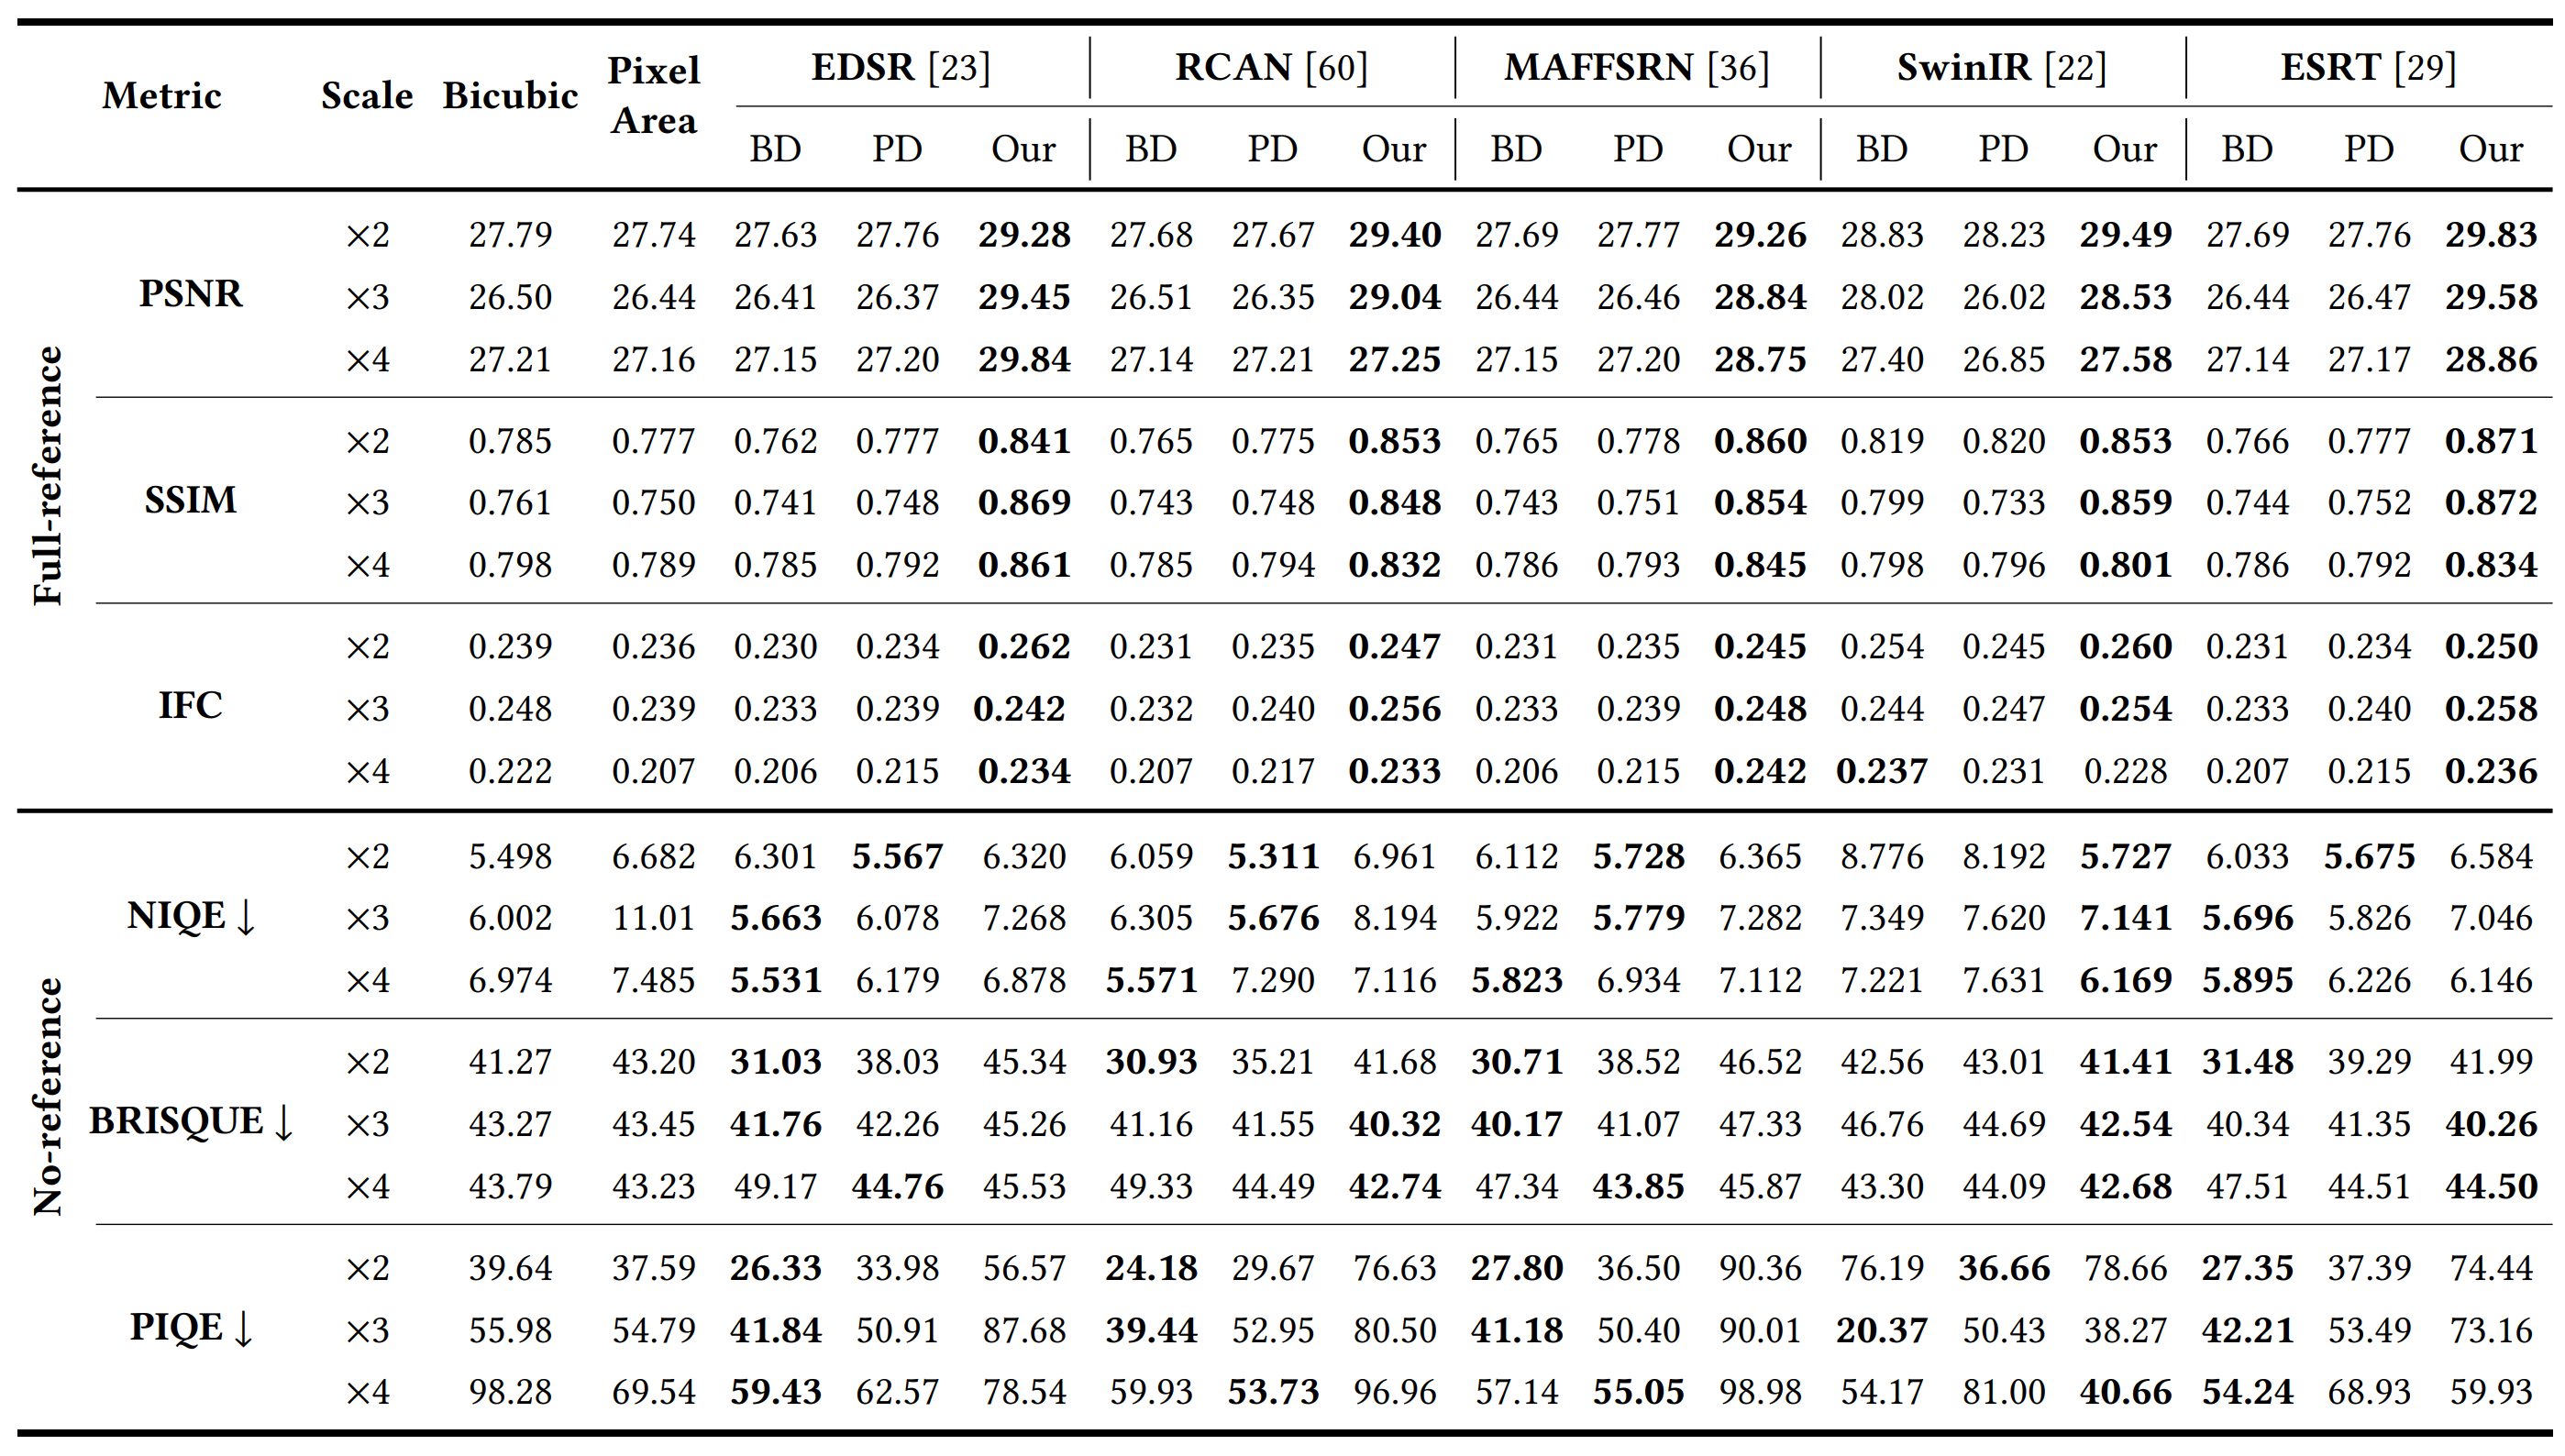 Metric Scale Bicubic Pixel Area EDSR [23] RCAN [60] MAFFSRN [36] SwinIR [22] ESRT [29]
BD PD Our BD PD Our BD PD Our BD PD Our BD PD Our
Full-reference
PSNR
×2 27.79 27.74 27.63 27.76 29.28 27.68 27.67 29.40 27.69 27.77 29.26 28.83 28.23 29.49 27.69 27.76 29.83
×3 26.50 26.44 26.41 26.37 29.45 26.51 26.35 29.04 26.44 26.46 28.84 28.02 26.02 28.53 26.44 26.47 29.58
×4 27.21 27.16 27.15 27.20 29.84 27.14 27.21 27.25 27.15 27.20 28.75 27.40 26.85 27.58 27.14 27.17 28.86
SSIM
×2 0.785 0.777 0.762 0.777 0.841 0.765 0.775 0.853 0.765 0.778 0.860 0.819 0.820 0.853 0.766 0.777 0.871
×3 0.761 0.750 0.741 0.748 0.869 0.743 0.748 0.848 0.743 0.751 0.854 0.799 0.733 0.859 0.744 0.752 0.872
×4 0.798 0.789 0.785 0.792 0.861 0.785 0.794 0.832 0.786 0.793 0.845 0.798 0.796 0.801 0.786 0.792 0.834
IFC
×2 0.239 0.236 0.230 0.234 0.262 0.231 0.235 0.247 0.231 0.235 0.245 0.254 0.245 0.260 0.231 0.234 0.250
×3 0.248 0.239 0.233 0.239 0.242 0.232 0.240 0.256 0.233 0.239 0.248 0.244 0.247 0.254 0.233 0.240 0.258
×4 0.222 0.207 0.206 0.215 0.234 0.207 0.217 0.233 0.206 0.215 0.242 0.237 0.231 0.228 0.207 0.215 0.236
No-reference
NIQE ↓
×2 5.498 6.682 6.301 5.567 6.320 6.059 5.311 6.961 6.112 5.728 6.365 8.776 8.192 5.727 6.033 5.675 6.584
×3 6.002 11.01 5.663 6.078 7.268 6.305 5.676 8.194 5.922 5.779 7.282 7.349 7.620 7.141 5.696 5.826 7.046
×4 6.974 7.485 5.531 6.179 6.878 5.571 7.290 7.116 5.823 6.934 7.112 7.221 7.631 6.169 5.895 6.226 6.146
BRISQUE ↓
×2 41.27 43.20 31.03 38.03 45.34 30.93 35.21 41.68 30.71 38.52 46.52 42.56 43.01 41.41 31.48 39.29 41.99
×3 43.27 43.45 41.76 42.26 45.26 41.16 41.55 40.32 40.17 41.07 47.33 46.76 44.69 42.54 40.34 41.35 40.26
×4 43.79 43.23 49.17 44.76 45.53 49.33 44.49 42.74 47.34 43.85 45.87 43.30 44.09 42.68 47.51 44.51 44.50
PIQE ↓
×2 39.64 37.59 26.33 33.98 56.57 24.18 29.67 76.63 27.80 36.50 90.36 76.19 36.66 78.66 27.35 37.39 74.44
×3 55.98 54.79 41.84 50.91 87.68 39.44 52.95 80.50 41.18 50.40 90.01 20.37 50.43 38.27 42.21 53.49 73.16
×4 98.28 69.54 59.43 62.57 78.54 59.93 53.73 96.96 57.14 55.05 98.98 54.17 81.00 40.66 54.24 68.93 59.93